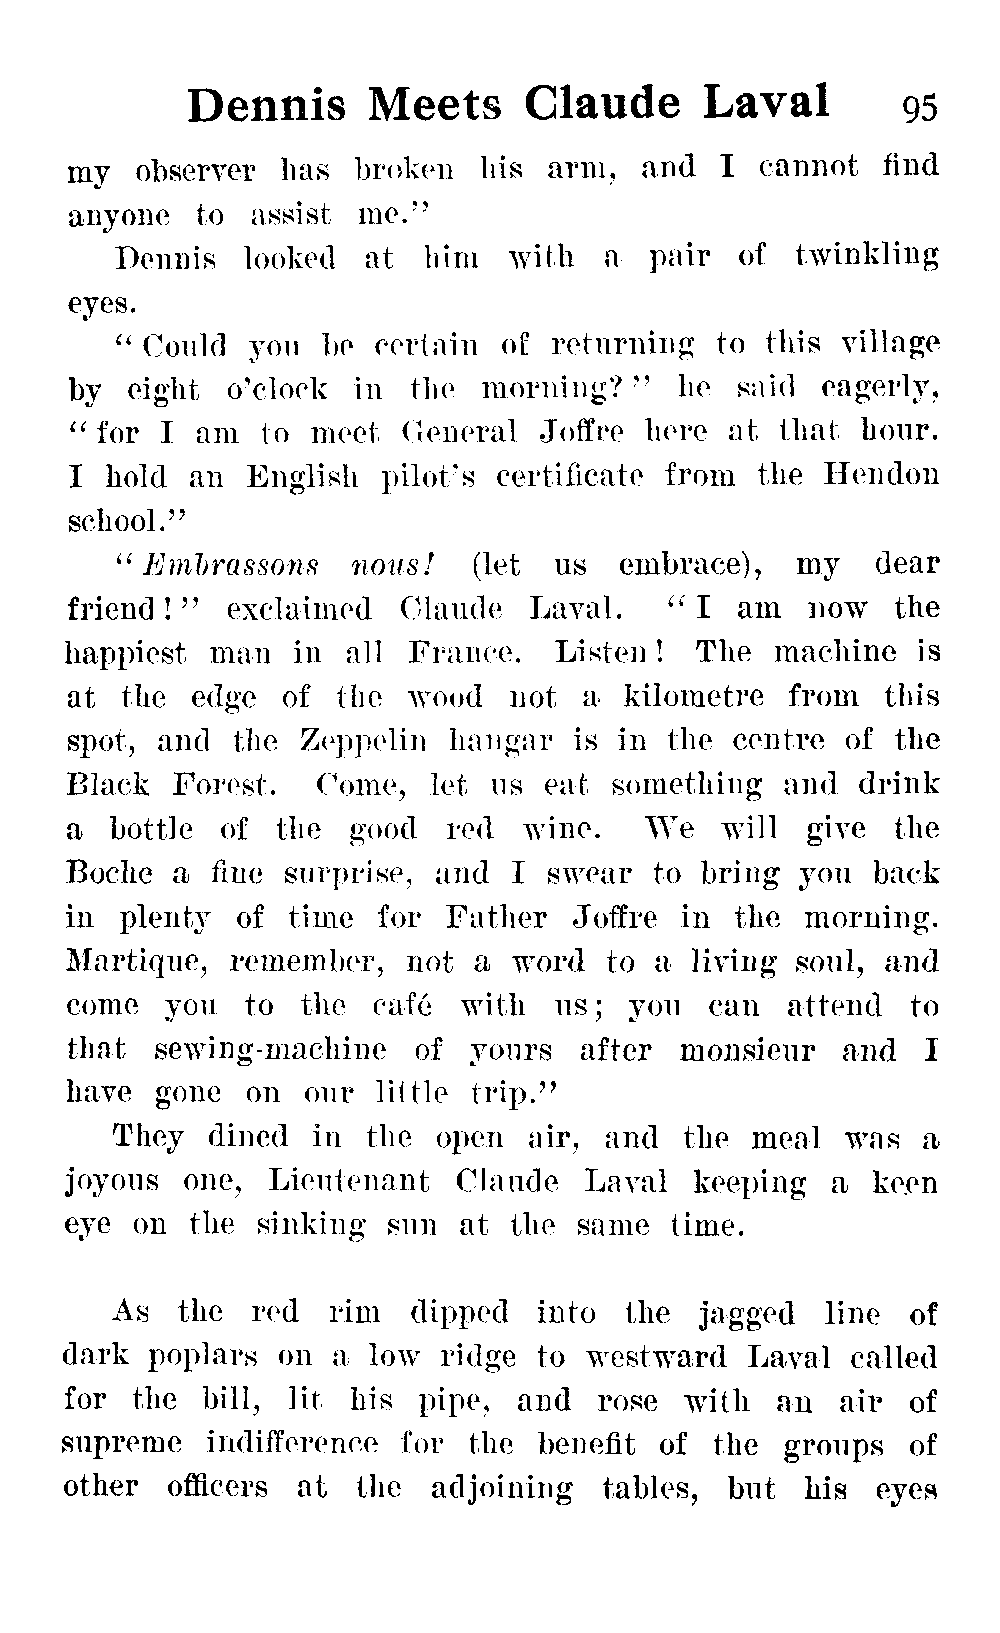 Dennis Meets Claude Laval 95
my observer has broken his arm, and I cannot find
anyone to assist me."
Dennis looked at him with a pair of twinkling
eyes.
"Could you be certain of returning to this village
by eight o'clock in the morning?" he said eagerly,
"for I am to meet General Joffre here at that hour.
I hold an English pilot's certificate from the Hendon
school."
"Embrassons nous! (let us embrace), my dear
friend!" exclaimed Claude Laval. "I am now the
happiest man in all France. Listen! The machine is
at the edge of the wood not a kilometre from this
spot, and the Zeppelin hangar is in the centre of the
Black Forest. Come, let us eat something and drink
a bottle of the good red wine. We will give the
Boche a fine surprise, and I swear to bring you back
in plenty of time for Father Joffre in the morning.
Martique, remember, not a word to a living soul, and
come you to the café with us; you can attend to
that sewing-machine of yours after monsieur and I
have gone on our little trip."
They dined in the open air, and the meal was a
joyous one, Lieutenant Claude Laval keeping a keen
eye on the sinking sun at the same time.
As the red rim dipped into the jagged line of
dark poplars on a low ridge to westward Laval called
for the bill, lit his pipe, and rose with an air of
supreme indifference for the benefit of the groups of
other officers at the adjoining tables, but his eyes